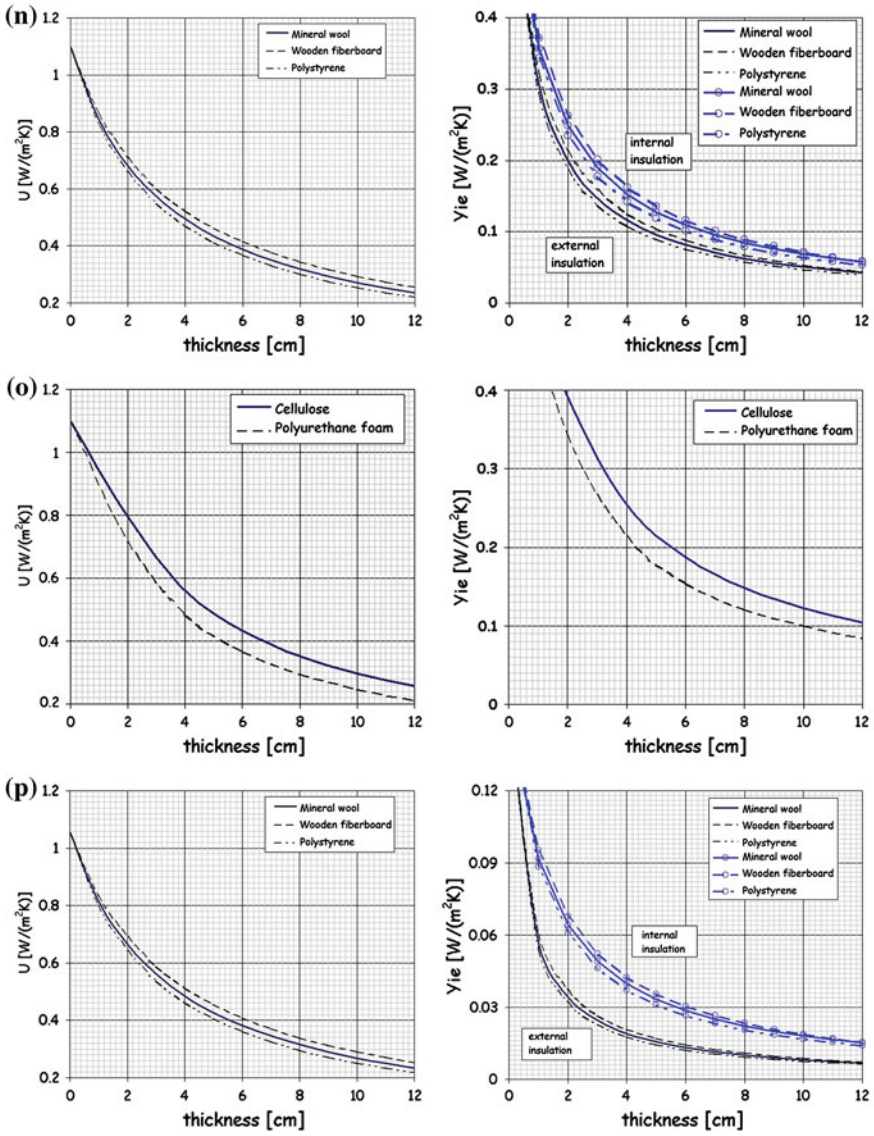 (n)
1.2
1
0.8
0.6
0.4
0.2
U [W/(m²K)]
0 2 4 6 8 10 12
thickness [cm]
Mineral wool
Wooden fiberboard
Polystyrene
0.4
0.3
0.2
0.1
0
Yie [W/(m²K)]
0 2 4 6 8 10 12
thickness [cm]
Mineral wool
Wooden fiberboard
Polystyrene
Mineral wool
Wooden fiberboard
Polystyrene
internal
insulation
external
insulation
(o)
1.2
1
0.8
0.6
0.4
0.2
U [W/(m²K)]
0 2 4 6 8 10 12
thickness [cm]
Cellulose
Polyurethane foam
0.4
0.3
0.2
0.1
0
Yie [W/(m²K)]
0 2 4 6 8 10 12
thickness [cm]
Cellulose
Polyurethane foam
(p)
1.2
1
0.8
0.6
0.4
0.2
U [W/(m²K)]
0 2 4 6 8 10 12
thickness [cm]
Mineral wool
Wooden fiberboard
Polystyrene
0.12
0.09
0.06
0.03
0
Yie [W/(m²K)]
0 2 4 6 8 10 12
thickness [cm]
Mineral wool
Wooden fiberboard
Polystyrene
Mineral wool
Wooden fiberboard
Polystyrene
internal
insulation
external
insulation